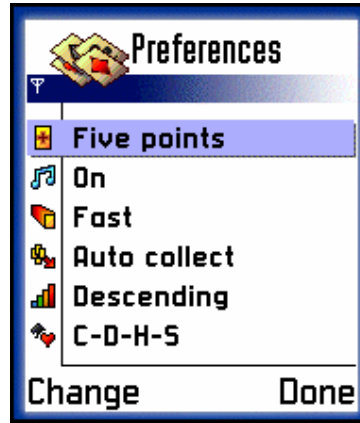 Preferences
Five points
On
Fast
Auto collect
Descending
C-D-H-S
Change Done